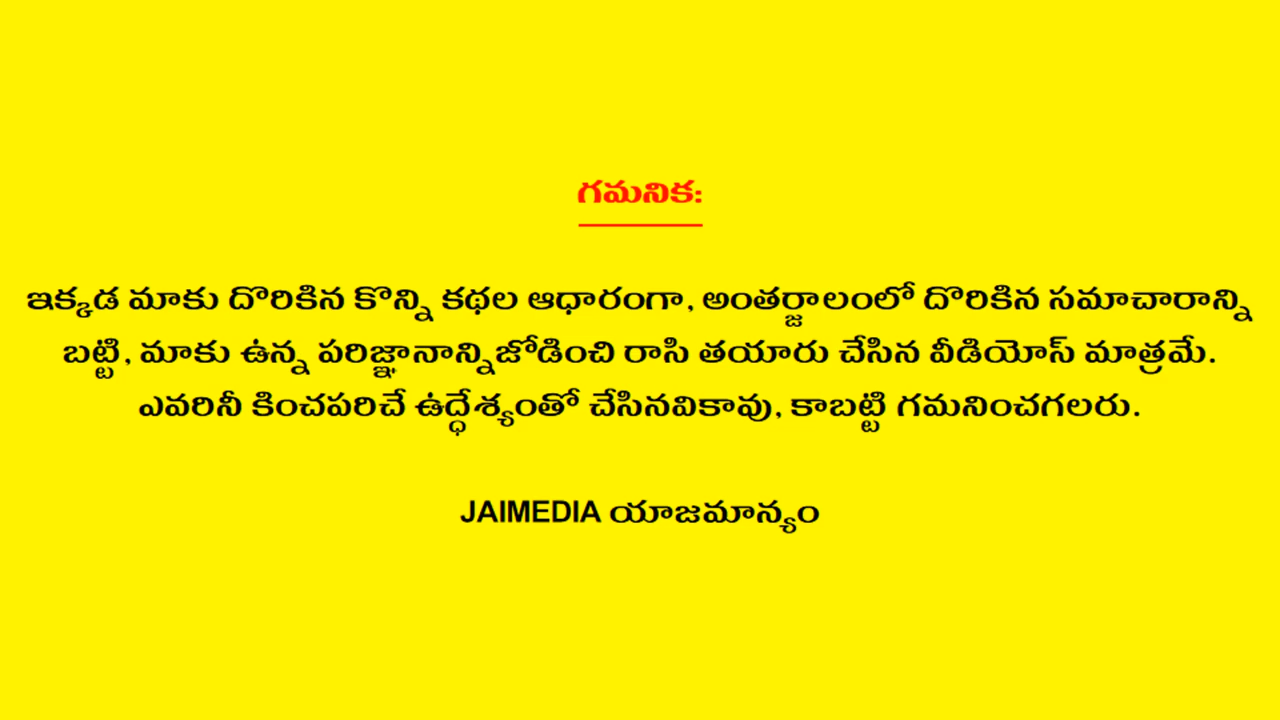 గమనిక:
ఇక్కడ మాకు దొరికిన కొన్ని కథల ఆధారంగా, అంతర్జాలంలో దొరికిన సమాచారాన్ని
బట్టి, మాకు ఉన్న పరిజ్ఞానాన్నిజోడించి రాసి తయారు చేసిన వీడియోస్ మాత్రమే.
ఎవరినీ కించపరిచే ఉద్ధేశ్యంతో చేసినవికావు, కాబట్టి గమనించగలరు.
JAIMEDIA యాజమాన్యం